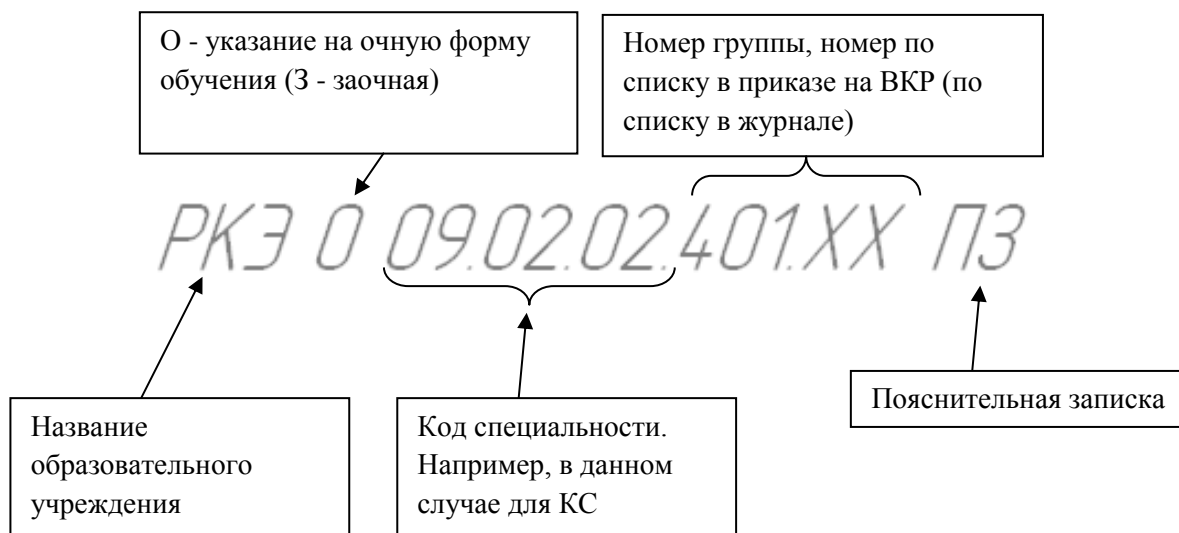 О - указание на очную форму
обучения (З - заочная)
Номер группы, номер по
списку в приказе на ВКР (по
списку в журнале)
РКЭ О 09.02.02.401.XX ПЗ
Название
образовательного
учреждения
Код специальности.
Например, в данном
случае для КС
Пояснительная записка